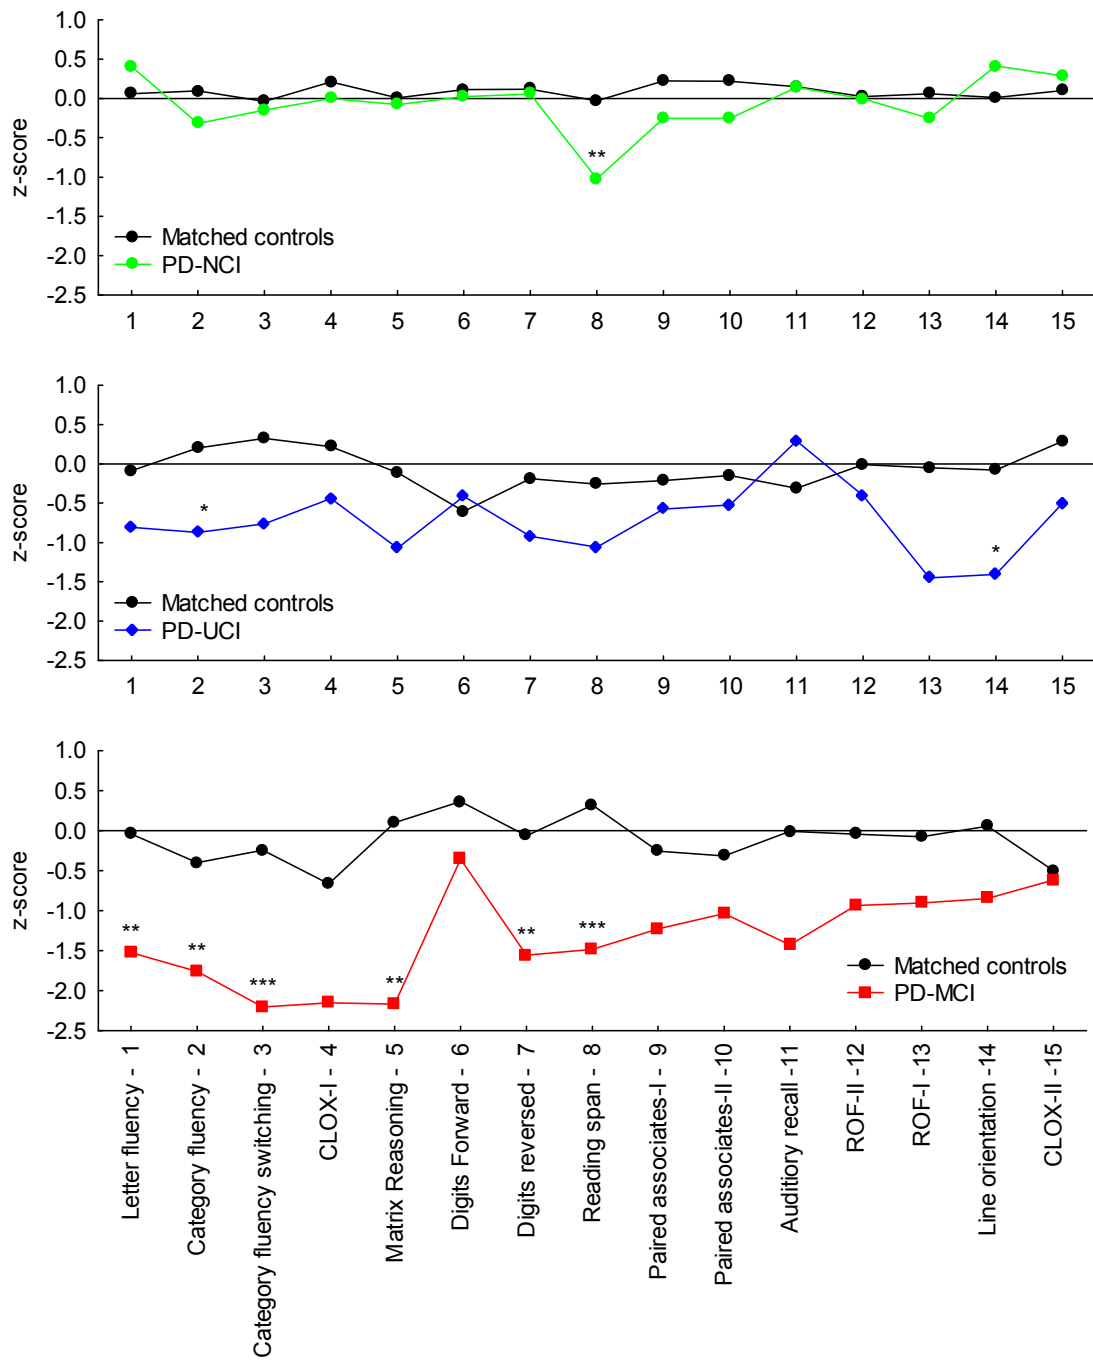 1.0
0.5
0.0
-0.5
-1.0
-1.5
-2.0
-2.5
z-score
**
Matched controls
PD-NCI
1 2 3 4 5 6 7 8 9 10 11 12 13 14 15
1.0
0.5
0.0
-0.5
-1.0
-1.5
-2.0
-2.5
z-score
* *
Matched controls
PD-UCI
1 2 3 4 5 6 7 8 9 10 11 12 13 14 15
1.0
0.5
0.0
-0.5
-1.0
-1.5
-2.0
-2.5
z-score
** ** *** ** ** ***
Matched controls
PD-MCI
Letter fluency - 1
Category fluency - 2
Category fluency switching - 3
CLOX-I - 4
Matrix Reasoning - 5
Digits Forward - 6
Digits reversed - 7
Reading span - 8
Paired associates-I - 9
Paired associates-II -10
Auditory recall -11
ROF-II -12
ROF-I -13
Line orientation -14
CLOX-II -15